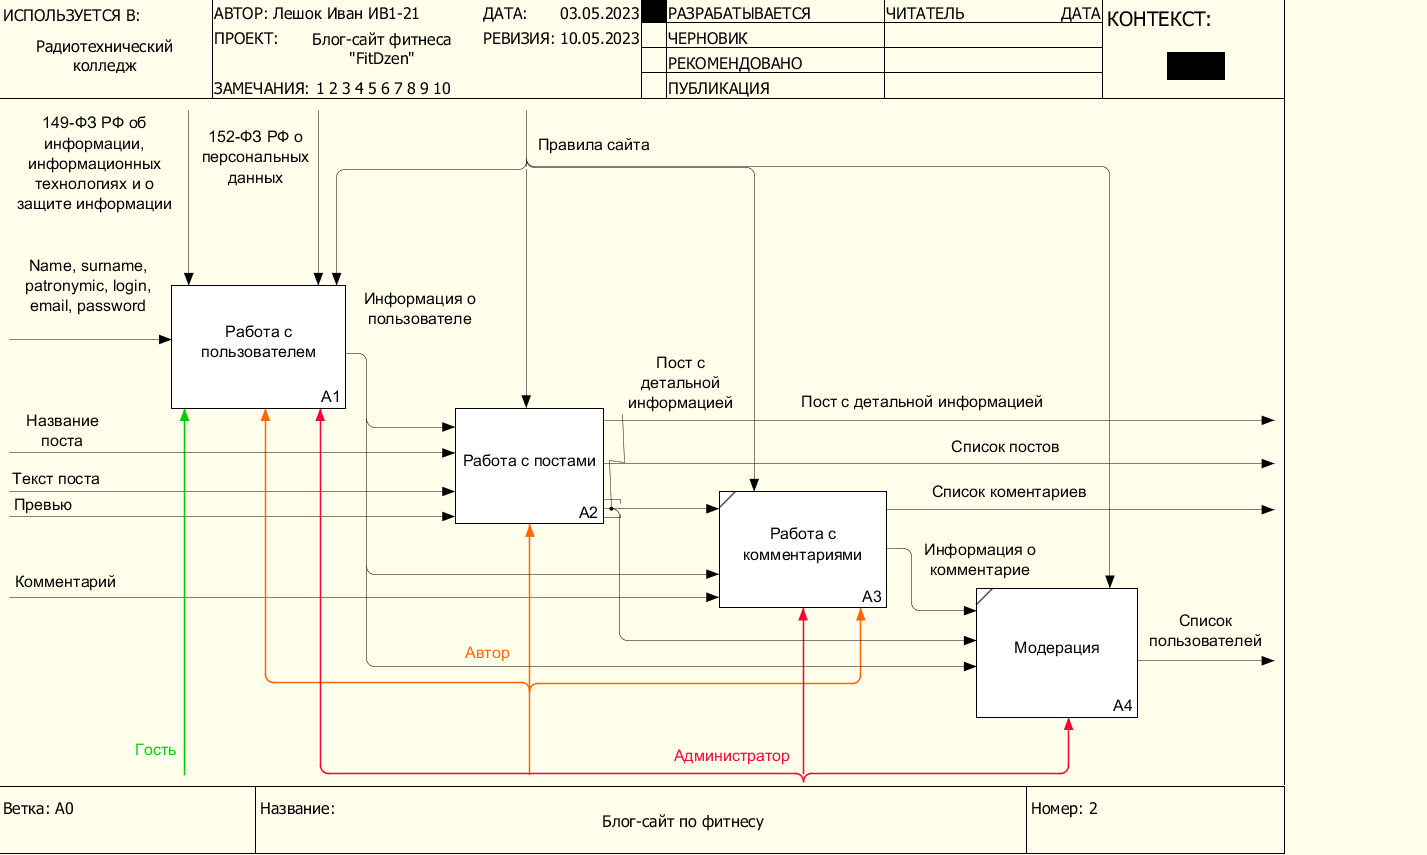 ИСПОЛЬЗУЕТСЯ В:
Радиотехнический
колледж
АВТОР: Лешок Иван ИВ1-21
ДАТА: 03.05.2023
ПРОЕКТ: Блог-сайт фитнеса
"FitDzen"
РЕВИЗИЯ: 10.05.2023
ЗАМЕЧАНИЯ: 1 2 3 4 5 6 7 8 9 10
РАЗРАБАТЫВАЕТСЯ
ЧЕРНОВИК
РЕКОМЕНДОВАНО
ПУБЛИКАЦИЯ
ЧИТАТЕЛЬ
ДАТА
КОНТЕКСТ:
149-ФЗ РФ об
информации,
информационных
технологиях и о
защите информации
152-ФЗ РФ о
персональных
данных
Правила сайта
Name, surname,
patronymic, login,
email, password
Работа с
пользователем
A1
Информация о
пользователе
Пост с
детальной
информацией
Пост с детальной информацией
Название
поста
Список постов
Работа с постами
A2
Текст поста
Превью
Список коментариев
Работа с
комментариями
A3
Информация о
комментарие
Комментарий
Список
пользователей
Модерация
A4
Автор
Гость
Администратор
Ветка: A0
Название:
Блог-сайт по фитнесу
Номер: 2